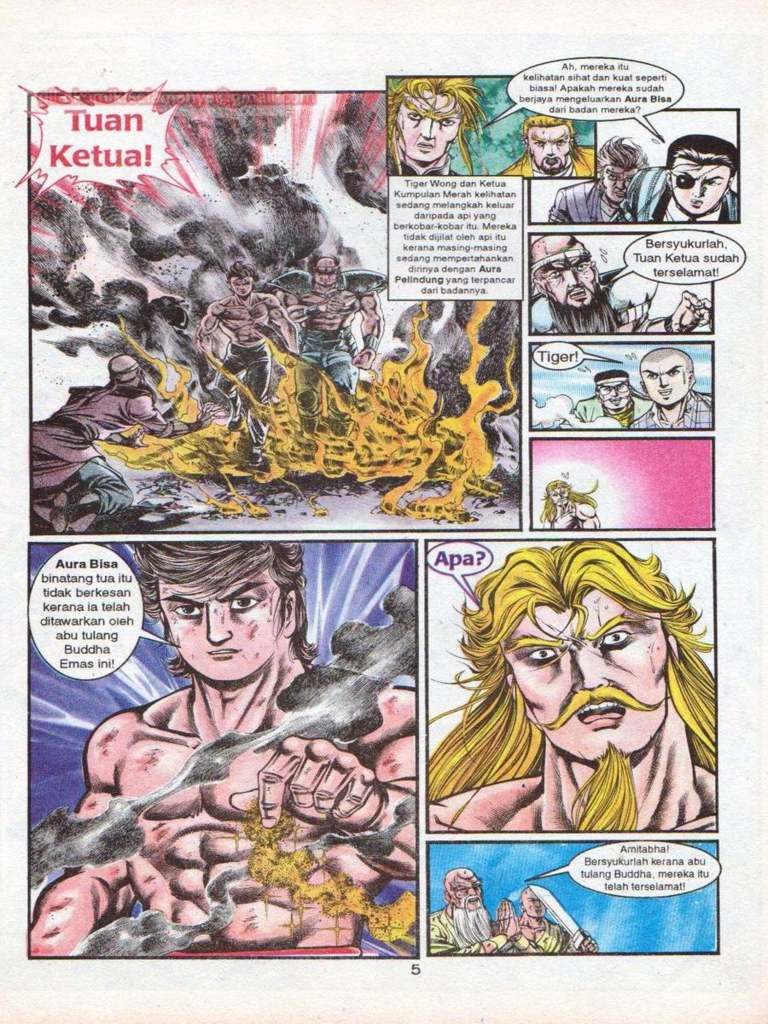 Tuan
Ketua!
Ah, mereka itu
kelihatan sihat dan kuat seperti
biasa! Apakah mereka sudah
berjaya mengeluarkan Aura Bisa
dari badan mereka?
Tiger Wong dan Ketua
Kumpulan Merah kelihatan
sedang melangkah keluar
daripada api yang
berkobar-kobar itu. Mereka
tidak dijilat oleh api itu
kerana masing-masing
sedang mempertahankan
dirinya dengan Aura
Pelindung yang terpancar
dari badannya.
Bersyukurlah,
Tuan Ketua sudah
terselamat!
Tiger!
Aura Bisa
binatang tua itu
tidak berkesan
kerana ia telah
ditawarkan oleh
abu tulang
Buddha
Emas ini!
Apa?
Amitabha!
Bersyukurlah kerana abu
tulang Buddha, mereka itu
telah terselamat!
5